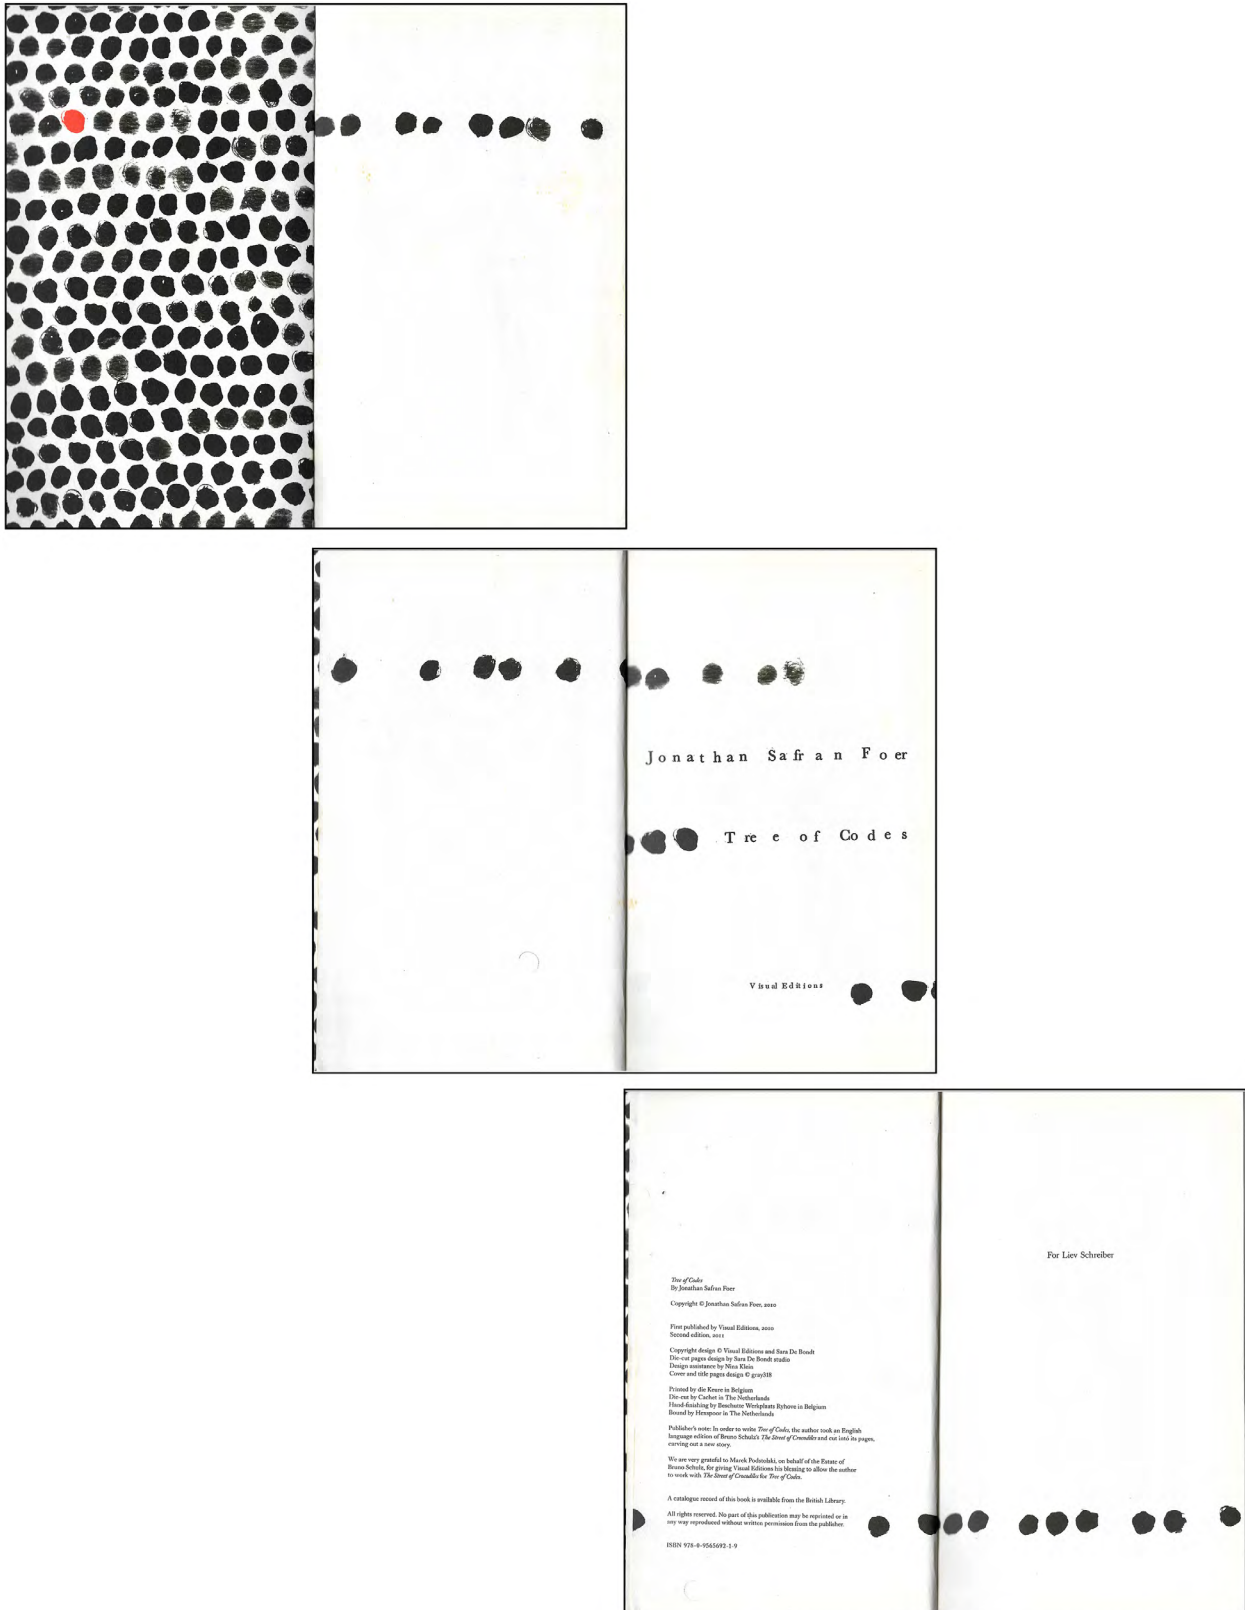 Jonathan Safran Foer
Tree of Codes
Visual Editions
Tree of Codes
By Jonathan Safran Foer
Copyright © Jonathan Safran Foer, 2010
First published by Visual Editions, 2010
Second edition, 2011
Copyright design © Visual Editions and Sara De Bondt
Die-cut pages design by Sara De Bondt studio
Design assistance by Nina Klein
Cover and title pages design © gray318
Printed by die Keure in Belgium
Die-cut by Cachet in The Netherlands
Hand-finishing by Beschutte Werkplaats Ryhove in Belgium
Bound by Hexspoor in The Netherlands
Publisher's note: In order to write Tree of Codes, the author took an English
language edition of Bruno Schulz's The Street of Crocodiles and cut into its pages,
carving out a new story.
We are very grateful to Marek Podstolski, on behalf of the Estate of
Bruno Schulz, for giving Visual Editions his blessing to allow the author
to work with The Street of Crocodiles for Tree of Codes.
A catalogue record of this book is available from the British Library.
All rights reserved. No part of this publication may be reprinted or in
any way reproduced without written permission from the publisher.
ISBN 978-0-9565692-1-9
For Liev Schreiber